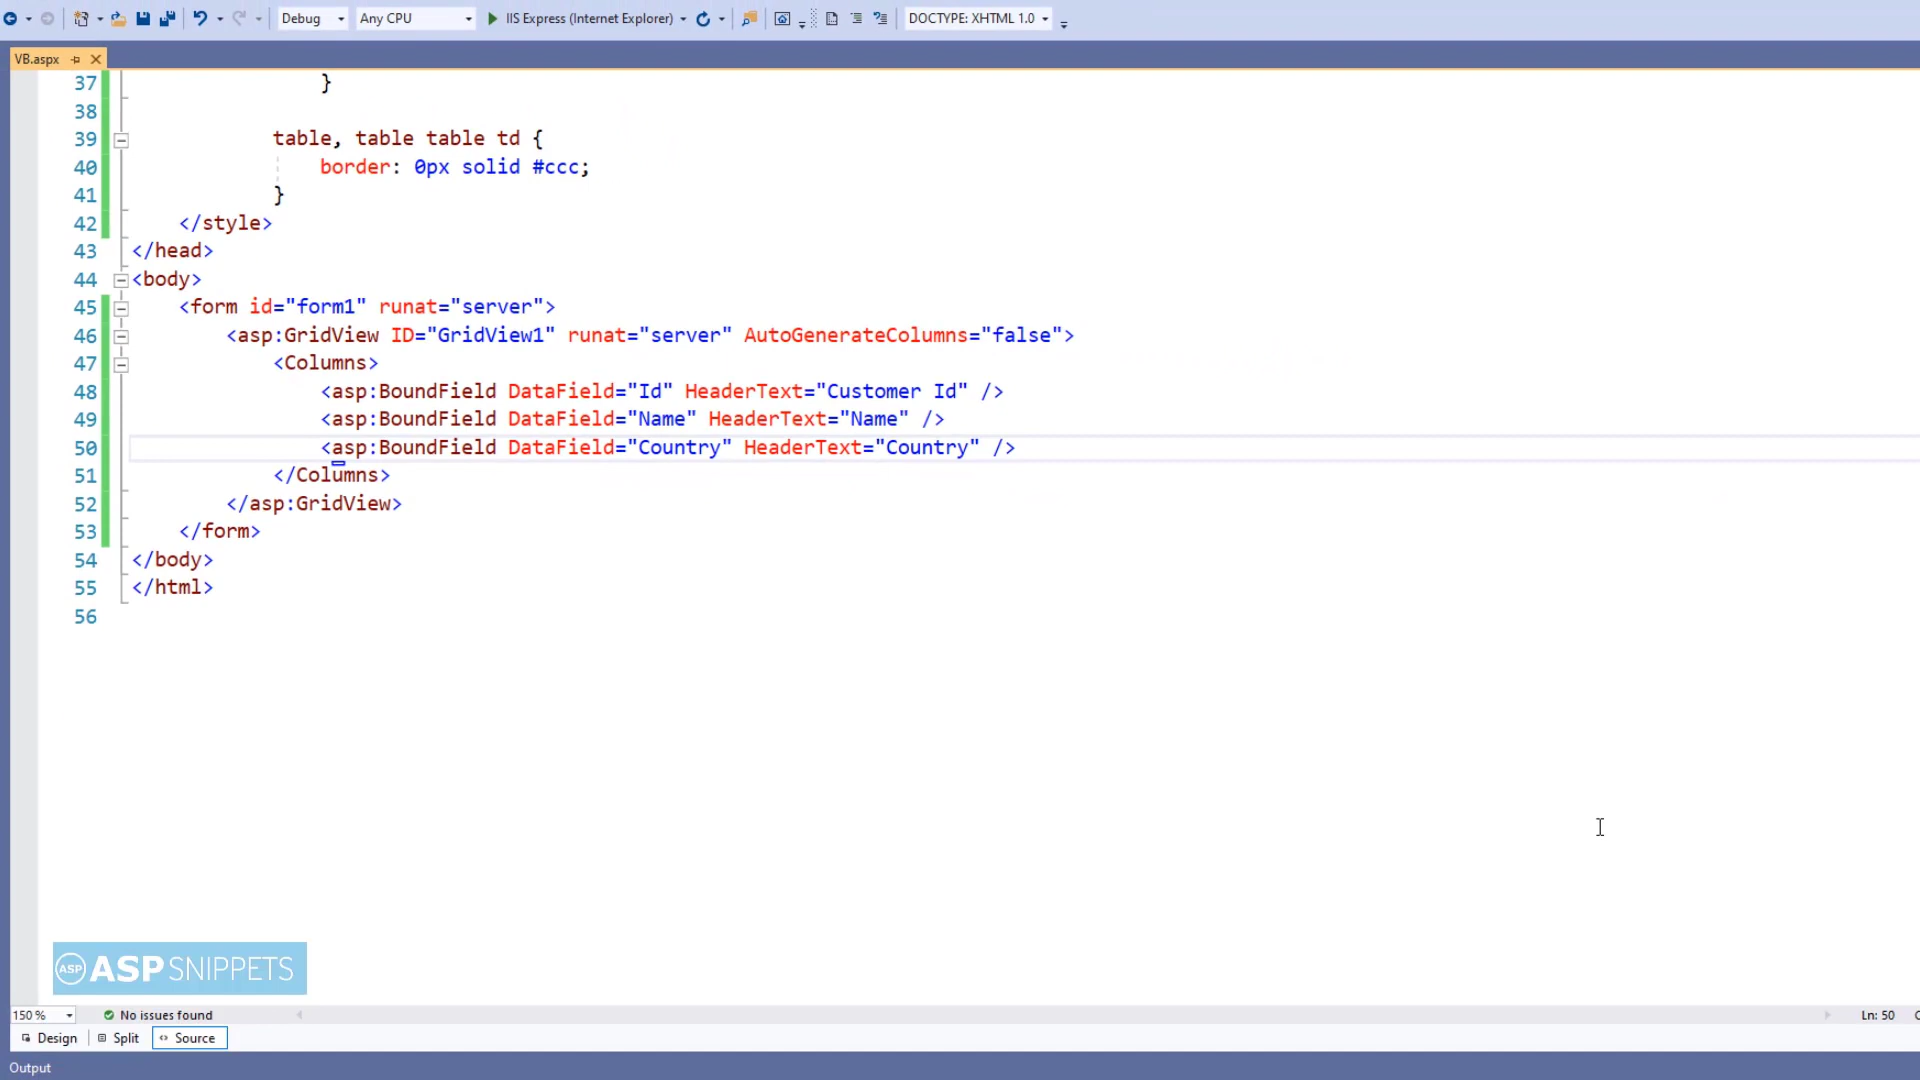 Debug Any CPU IIS Express (Internet Explorer) DOCTYPE: XHTML 1.0
VB.aspx
37 }
38
39 table, table table td {
40 border: 0px solid #ccc;
41 }
42 </style>
43 </head>
44 <body>
45 <form id="form1" runat="server">
46 <asp:GridView ID="GridView1" runat="server" AutoGenerateColumns="false">
47 <Columns>
48 <asp:BoundField DataField="Id" HeaderText="Customer Id" />
49 <asp:BoundField DataField="Name" HeaderText="Name" />
50 <asp:BoundField DataField="Country" HeaderText="Country" />
51 </Columns>
52 </asp:GridView>
53 </form>
54 </body>
55 </html>
56
ASP ASPSNIPPETS
150 % No issues found Ln: 50
Design Split Source
Output